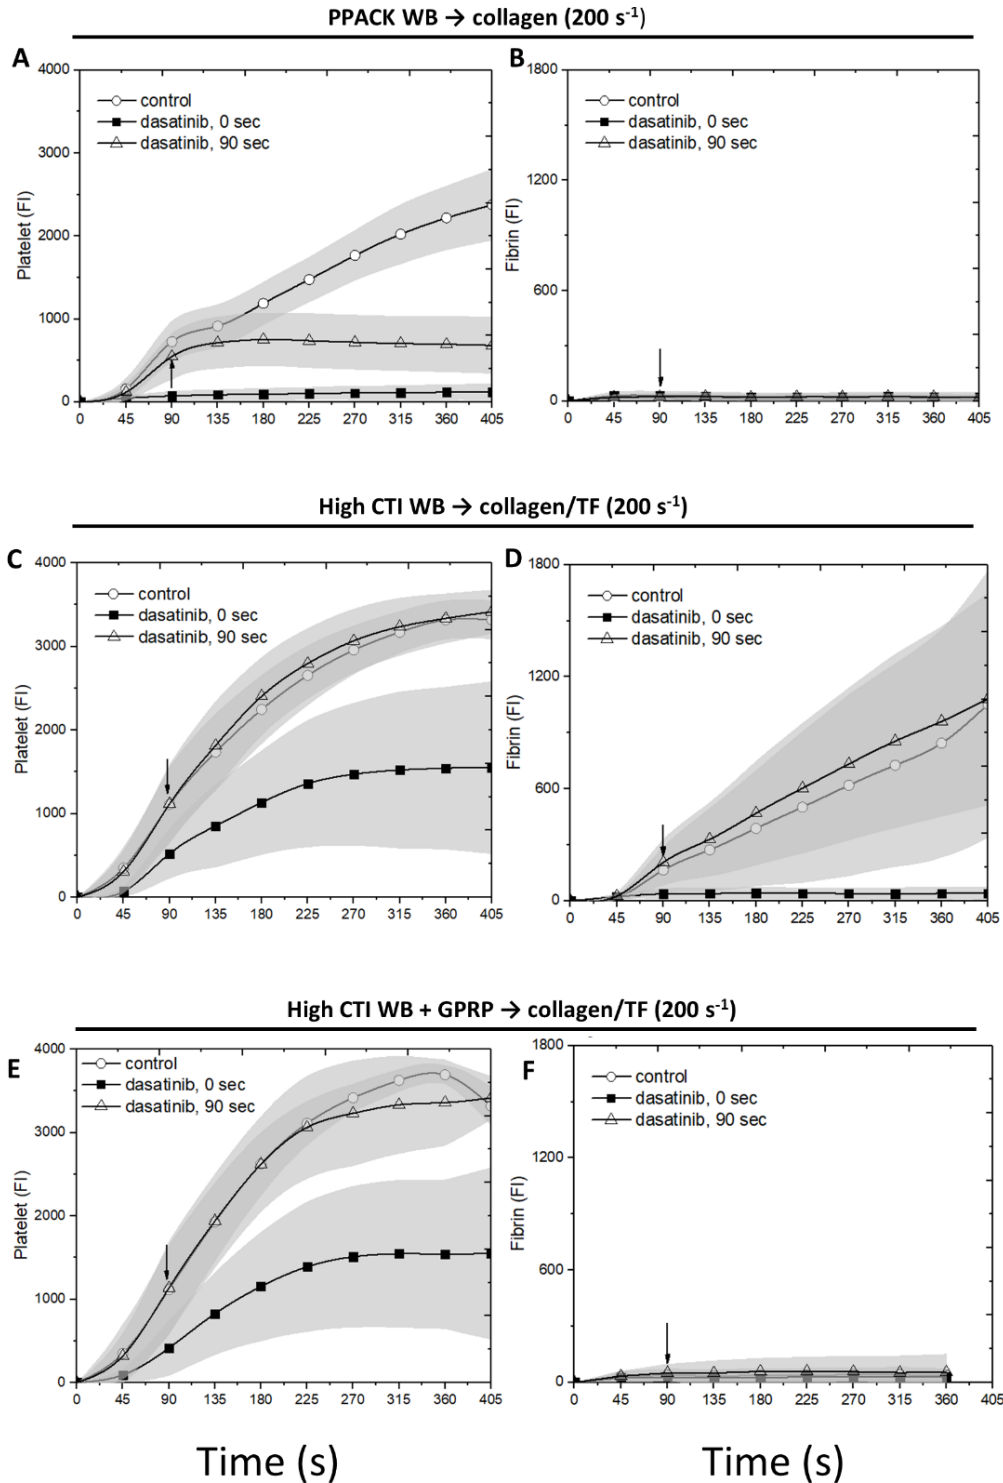 PPACK WB → collagen (200 s⁻¹)
A
B
4000
3000
2000
1000
0
Platelet (FI)
control
dasatinib, 0 sec
dasatinib, 90 sec
0 45 90 135 180 225 270 315 360 405
1800
1200
600
0
Fibrin (FI)
control
dasatinib, 0 sec
dasatinib, 90 sec
0 45 90 135 180 225 270 315 360 405
High CTI WB → collagen/TF (200 s⁻¹)
C
D
4000
3000
2000
1000
0
Platelet (FI)
control
dasatinib, 0 sec
dasatinib, 90 sec
0 45 90 135 180 225 270 315 360 405
1800
1200
600
0
Fibrin (FI)
control
dasatinib, 0 sec
dasatinib, 90 sec
0 45 90 135 180 225 270 315 360 405
High CTI WB + GPRP → collagen/TF (200 s⁻¹)
E
F
4000
3000
2000
1000
0
Platelet (FI)
control
dasatinib, 0 sec
dasatinib, 90 sec
0 45 90 135 180 225 270 315 360 405
1800
1200
600
0
Fibrin (FI)
control
dasatinib, 0 sec
dasatinib, 90 sec
0 45 90 135 180 225 270 315 360 405
Time (s)
Time (s)